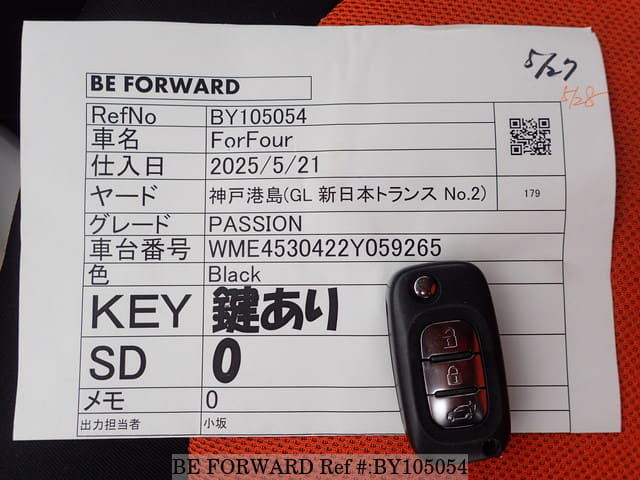 5/27
5/28
BE FORWARD
RefNo BY105054
車名 ForFour
仕入日 2025/5/21
ヤード 神戸港島(GL 新日本トランス No.2) 179
グレード PASSION
車台番号 WME4530422Y059265
色 Black
KEY 鍵あり
SD 0
メモ 0
出力担当者 小坂
BE FORWARD Ref #:BY105054